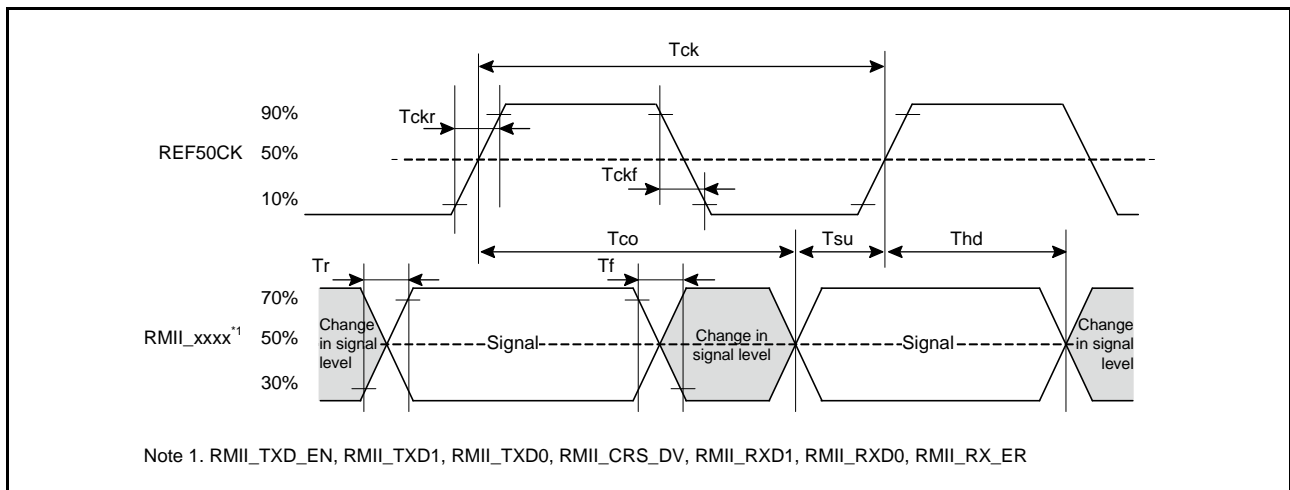 Tck
90%
Tckr
REF50CK
50%
Tckf
10%
Tco
Tsu
Thd
Tr
Tf
70%
RMII_xxxx*1
50%
30%
Change
in signal
level
Signal
Change in
signal level
Signal
Change
in signal
level
Note 1. RMII_TXD_EN, RMII_TXD1, RMII_TXD0, RMII_CRS_DV, RMII_RXD1, RMII_RXD0, RMII_RX_ER